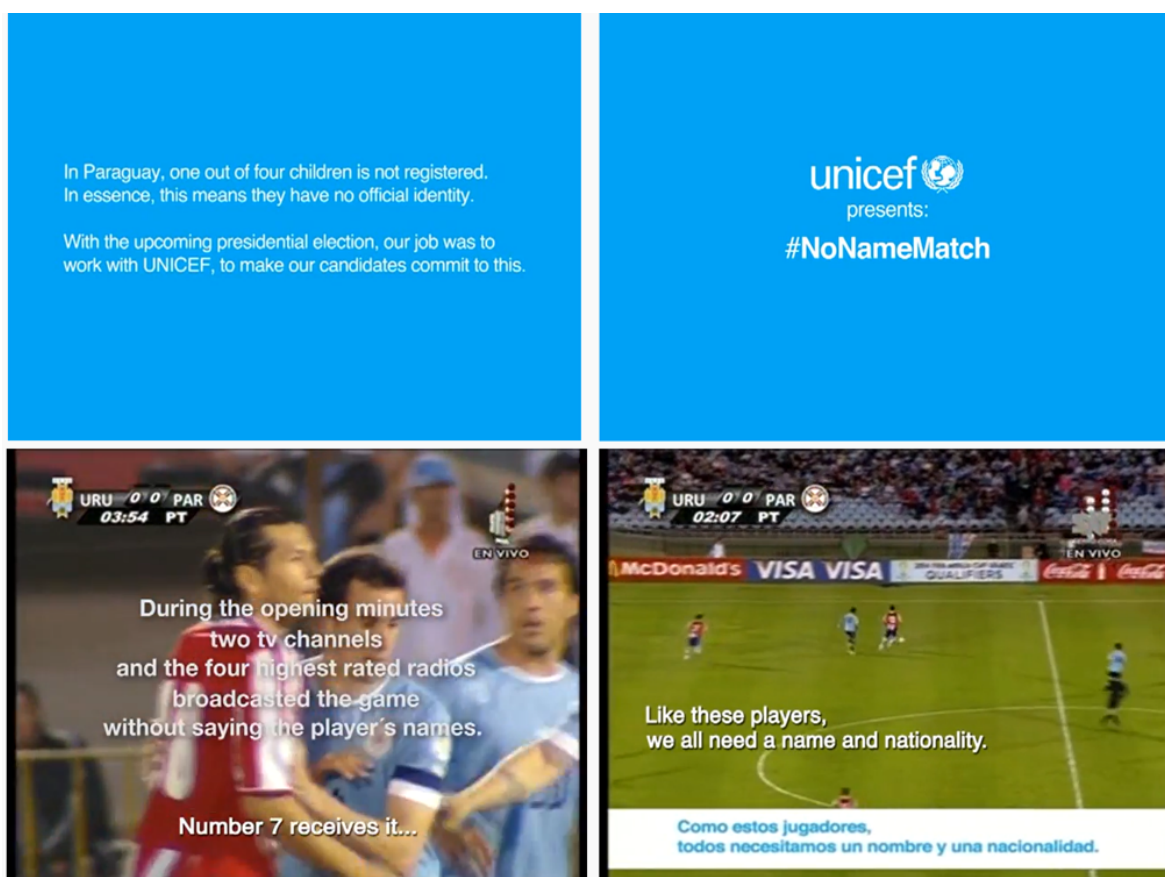 In Paraguay, one out of four children is not registered.
In essence, this means they have no official identity.
With the upcoming presidential election, our job was to
work with UNICEF, to make our candidates commit to this.
unicef
presents:
#NoNameMatch
URU 0 0 PAR
03:54 PT
EN VIVO
During the opening minutes
two tv channels
and the four highest rated radios
broadcasted the game
without saying the player´s names.
Number 7 receives it...
URU 0 0 PAR
02:07 PT
EN VIVO
McDonald's VISA VISA QUALIFIERS Coca-Cola Coca-Cola
Like these players,
we all need a name and nationality.
Como estos jugadores,
todos necesitamos un nombre y una nacionalidad.